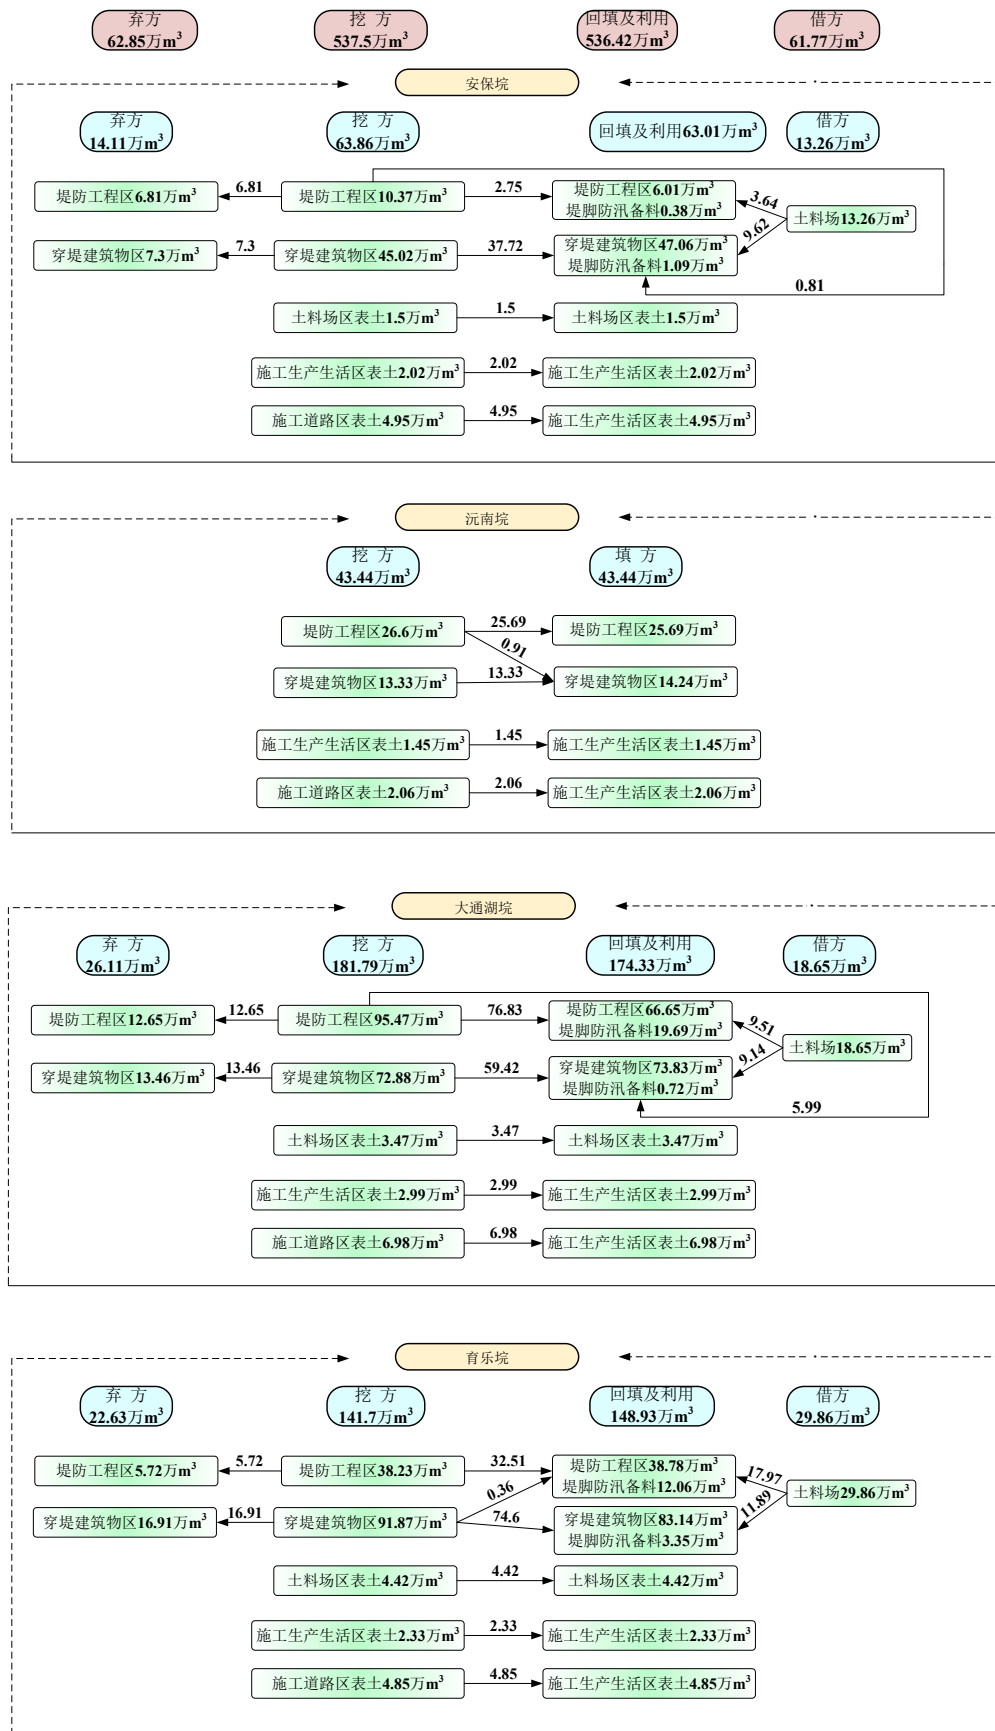 弃方
62.85万m³
挖 方
537.5万m³
回填及利用
536.42万m³
借方
61.77万m³
安保垸
弃方
14.11万m³
挖 方
63.86万m³
回填及利用63.01万m³
借方
13.26万m³
堤防工程区6.81万m³
6.81
堤防工程区10.37万m³
2.75
堤防工程区6.01万m³
堤脚防汛备料0.38万m³
3.64
土料场13.26万m³
9.62
穿堤建筑物区7.3万m³
7.3
穿堤建筑物区45.02万m³
37.72
穿堤建筑物区47.06万m³
堤脚防汛备料1.09万m³
0.81
土料场区表土1.5万m³
1.5
土料场区表土1.5万m³
施工生产生活区表土2.02万m³
2.02
施工生产生活区表土2.02万m³
施工道路区表土4.95万m³
4.95
施工生产生活区表土4.95万m³
沅南垸
挖 方
43.44万m³
填 方
43.44万m³
堤防工程区26.6万m³
25.69
堤防工程区25.69万m³
0.91
穿堤建筑物区13.33万m³
13.33
穿堤建筑物区14.24万m³
施工生产生活区表土1.45万m³
1.45
施工生产生活区表土1.45万m³
施工道路区表土2.06万m³
2.06
施工生产生活区表土2.06万m³
大通湖垸
弃 方
26.11万m³
挖 方
181.79万m³
回填及利用
174.33万m³
借方
18.65万m³
堤防工程区12.65万m³
12.65
堤防工程区95.47万m³
76.83
堤防工程区66.65万m³
堤脚防汛备料19.69万m³
9.51
土料场18.65万m³
9.14
穿堤建筑物区13.46万m³
13.46
穿堤建筑物区72.88万m³
59.42
穿堤建筑物区73.83万m³
堤脚防汛备料0.72万m³
5.99
土料场区表土3.47万m³
3.47
土料场区表土3.47万m³
施工生产生活区表土2.99万m³
2.99
施工生产生活区表土2.99万m³
施工道路区表土6.98万m³
6.98
施工生产生活区表土6.98万m³
育乐垸
弃 方
22.63万m³
挖 方
141.7万m³
回填及利用
148.93万m³
借方
29.86万m³
堤防工程区5.72万m³
5.72
堤防工程区38.23万m³
32.51
堤防工程区38.78万m³
堤脚防汛备料12.06万m³
17.97
土料场29.86万m³
11.89
0.36
穿堤建筑物区16.91万m³
16.91
穿堤建筑物区91.87万m³
74.6
穿堤建筑物区83.14万m³
堤脚防汛备料3.35万m³
土料场区表土4.42万m³
4.42
土料场区表土4.42万m³
施工生产生活区表土2.33万m³
2.33
施工生产生活区表土2.33万m³
施工道路区表土4.85万m³
4.85
施工生产生活区表土4.85万m³